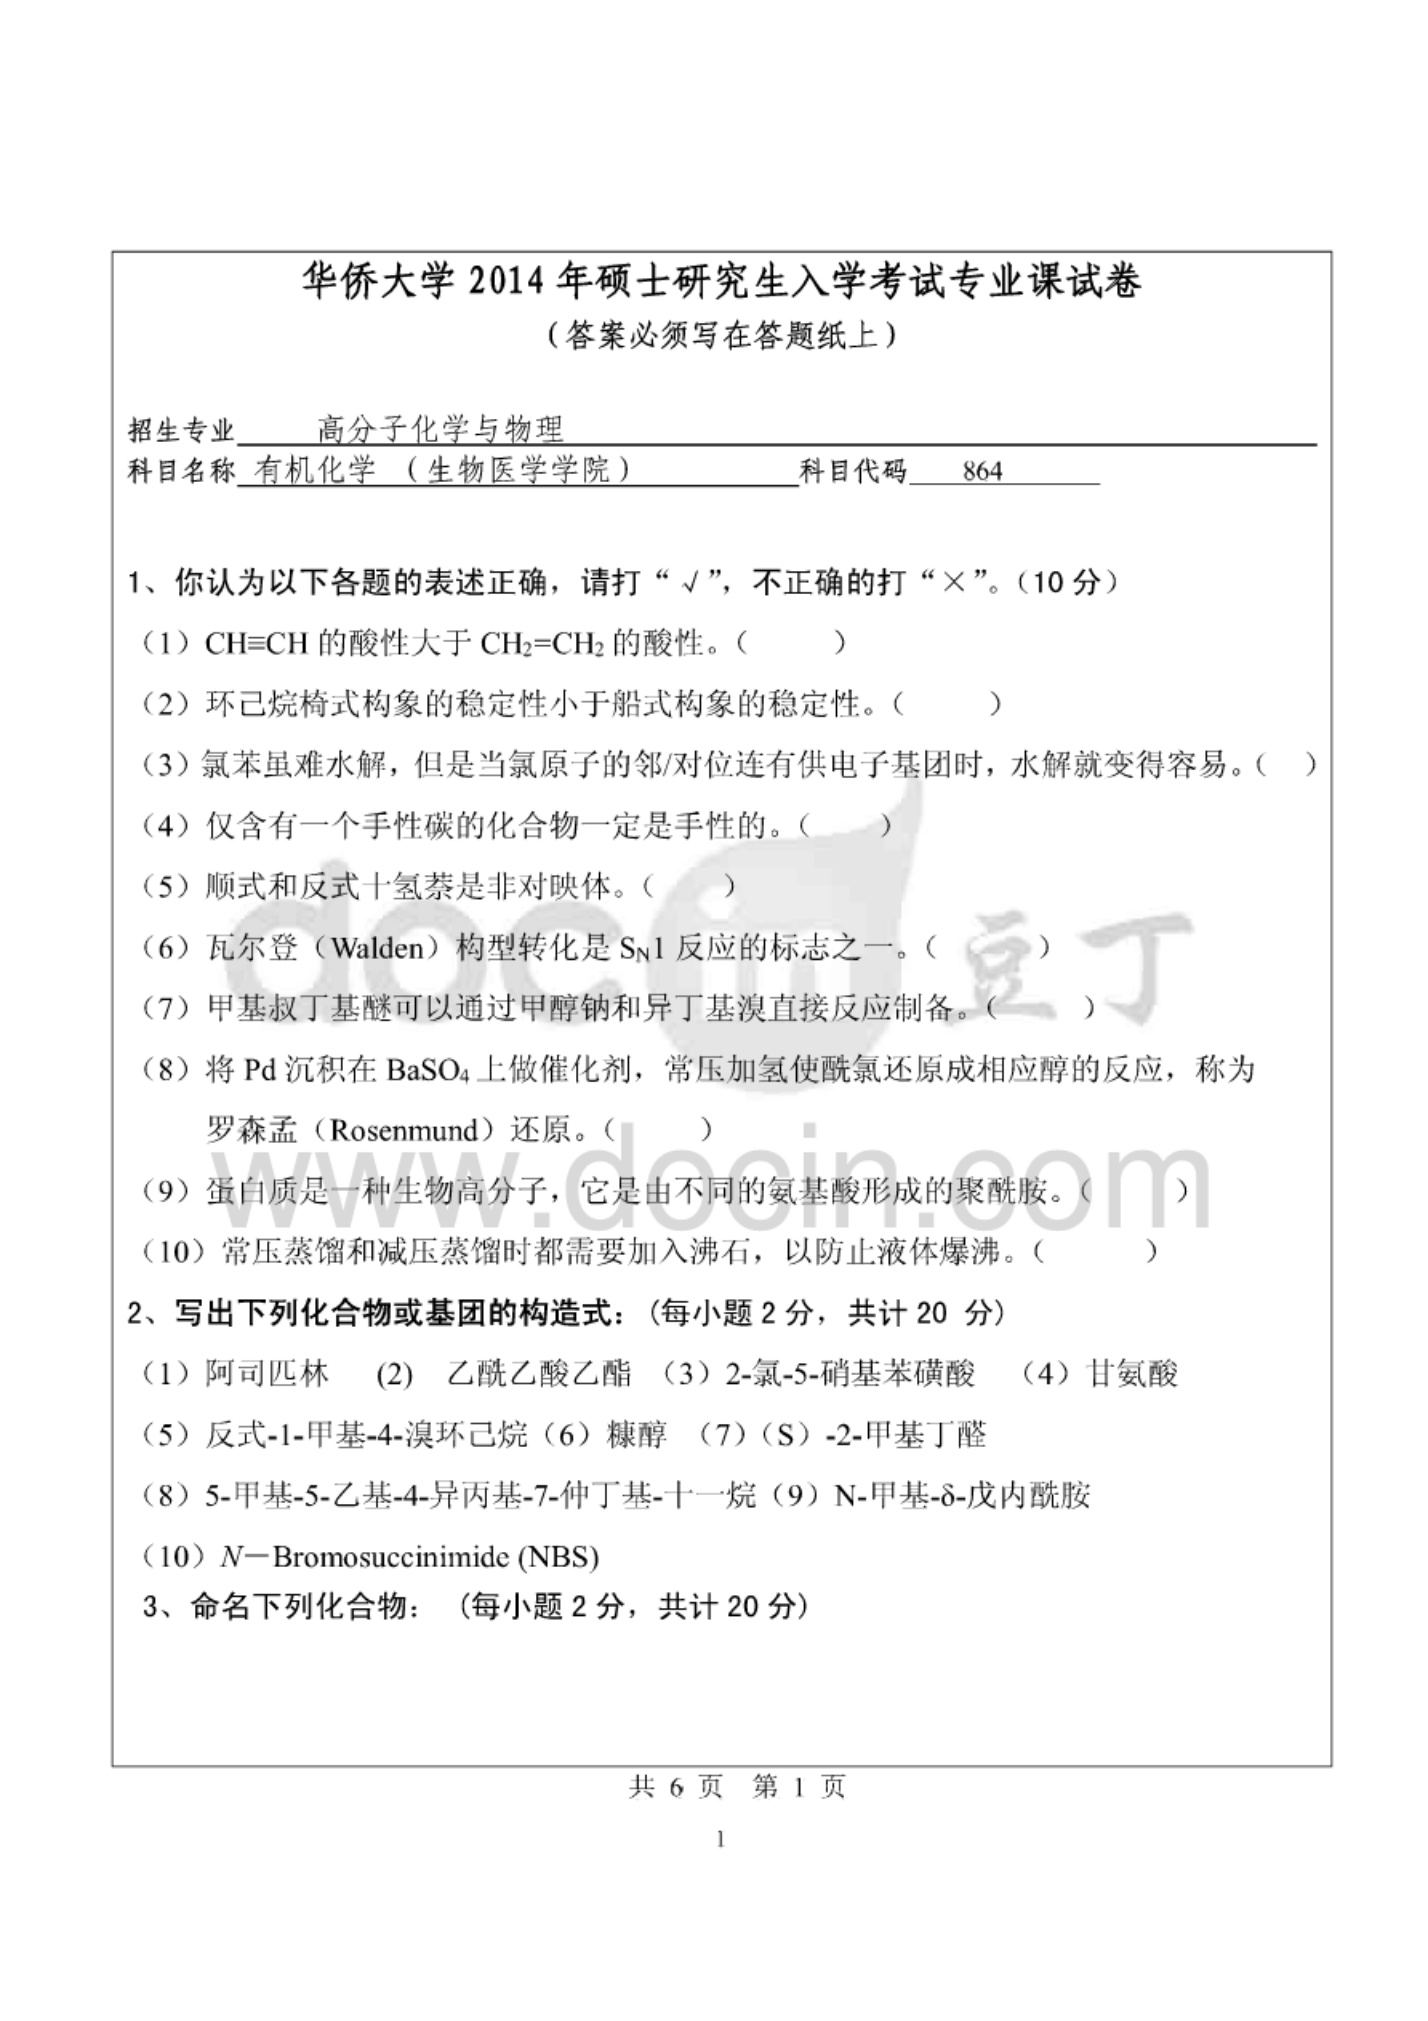 华侨大学 2014 年硕士研究生入学考试专业课试卷
（答案必须写在答题纸上）
招生专业 高分子化学与物理
科目名称 有机化学 （生物医学学院） 科目代码 864
1、你认为以下各题的表述正确，请打“√”，不正确的打“×”。（10 分）
（1）CH≡CH 的酸性大于 CH₂=CH₂ 的酸性。（ ）
（2）环己烷椅式构象的稳定性小于船式构象的稳定性。（ ）
（3）氯苯虽难水解，但是当氯原子的邻/对位连有供电子基团时，水解就变得容易。（ ）
（4）仅含有一个手性碳的化合物一定是手性的。（ ）
（5）顺式和反式十氢萘是非对映体。（ ）
（6）瓦尔登（Walden）构型转化是 SN1 反应的标志之一。（ ）
（7）甲基叔丁基醚可以通过甲醇钠和异丁基溴直接反应制备。（ ）
（8）将 Pd 沉积在 BaSO₄ 上做催化剂，常压加氢使酰氯还原成相应醇的反应，称为
罗森孟（Rosenmund）还原。（ ）
（9）蛋白质是一种生物高分子，它是由不同的氨基酸形成的聚酰胺。（ ）
（10）常压蒸馏和减压蒸馏时都需要加入沸石，以防止液体爆沸。（ ）
2、写出下列化合物或基团的构造式：（每小题 2 分，共计 20 分）
（1）阿司匹林 (2) 乙酰乙酸乙酯 （3）2-氯-5-硝基苯磺酸 （4）甘氨酸
（5）反式-1-甲基-4-溴环己烷（6）糠醇 （7）（S）-2-甲基丁醛
（8）5-甲基-5-乙基-4-异丙基-7-仲丁基-十一烷（9）N-甲基-δ-戊内酰胺
（10）N－Bromosuccinimide (NBS)
3、命名下列化合物： （每小题 2 分，共计 20 分）
共 6 页 第 1 页
1
docin 豆丁
www.docin.com